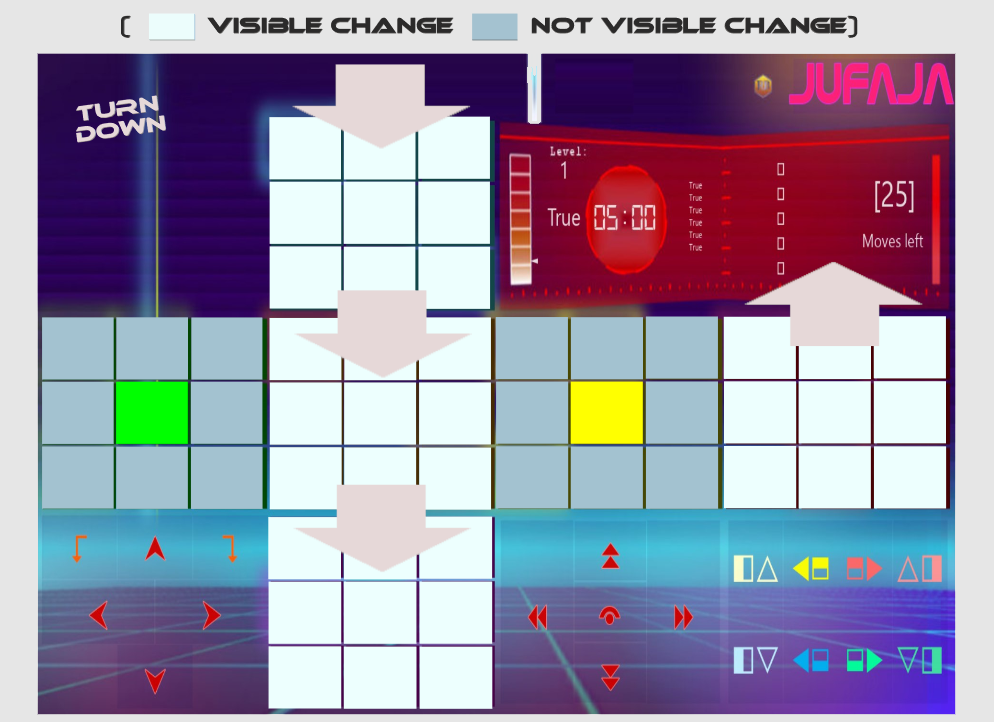 ( VISIBLE CHANGE NOT VISIBLE CHANGE)
TURN
DOWN
JUFAJA
Level:
1
True
05:00
True
True
True
True
True
True
[25]
Moves left